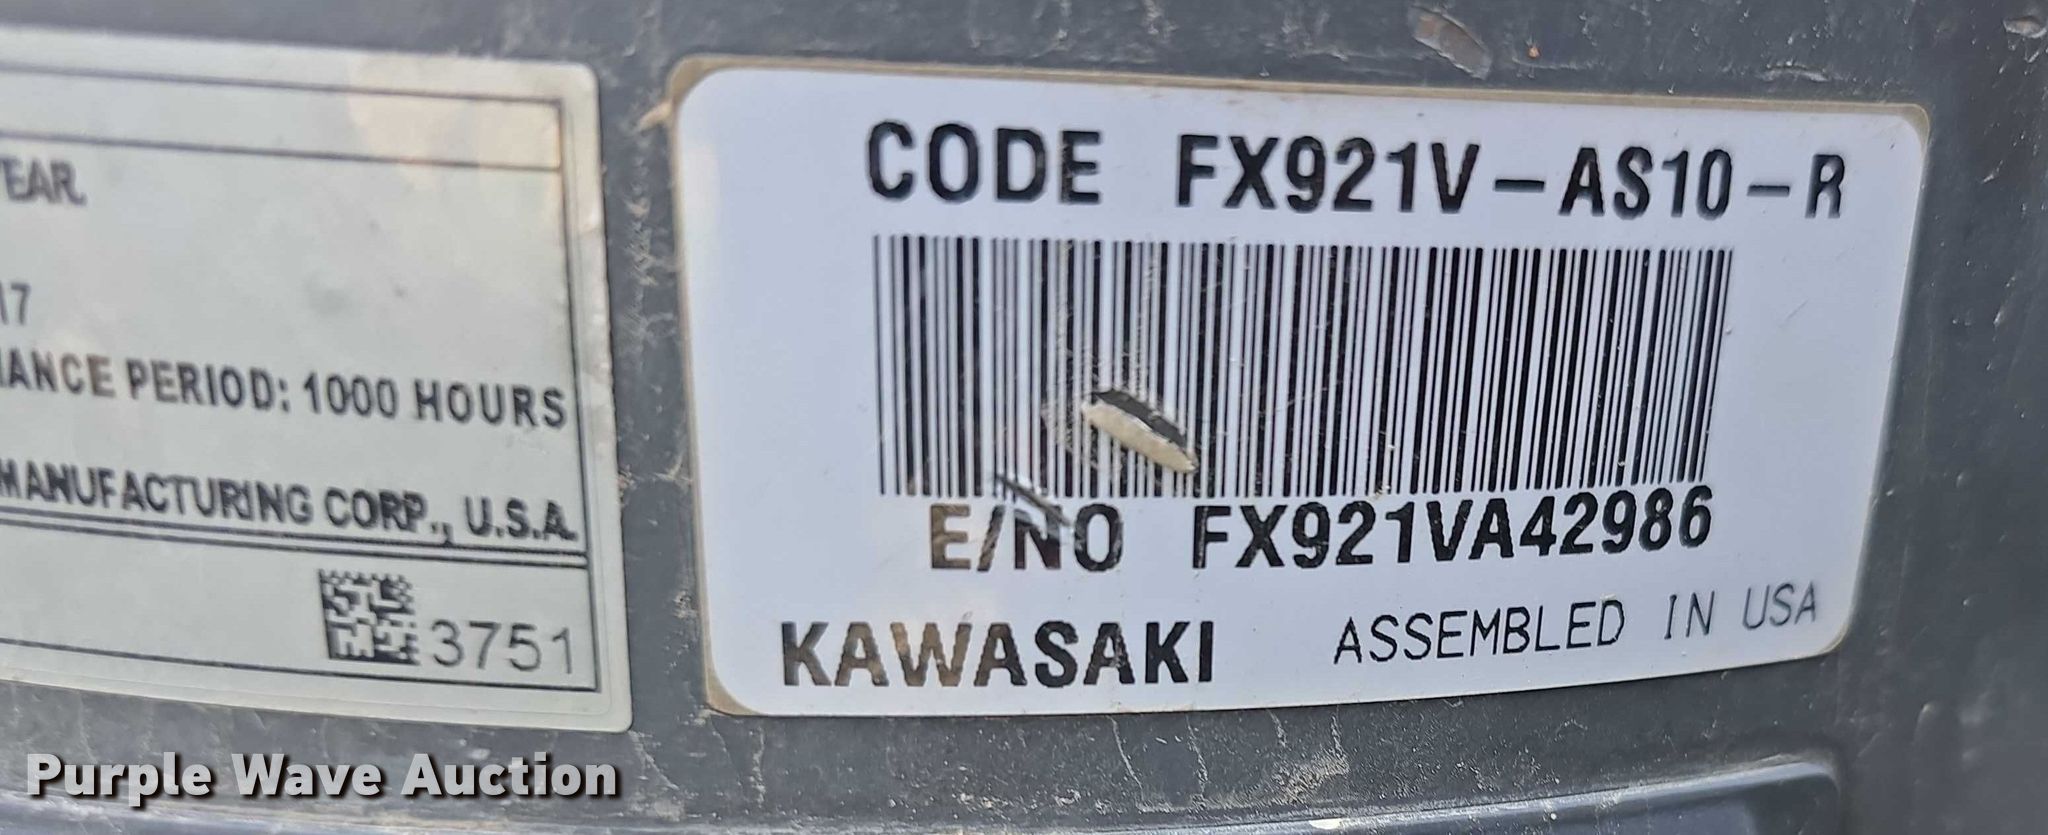 EAR.
17
ANCE PERIOD: 1000 HOURS
MANUFACTURING CORP., U.S.A.
3751
CODE FX921V-AS10-R
E/NO FX921VA42986
KAWASAKI ASSEMBLED IN USA
Purple Wave Auction